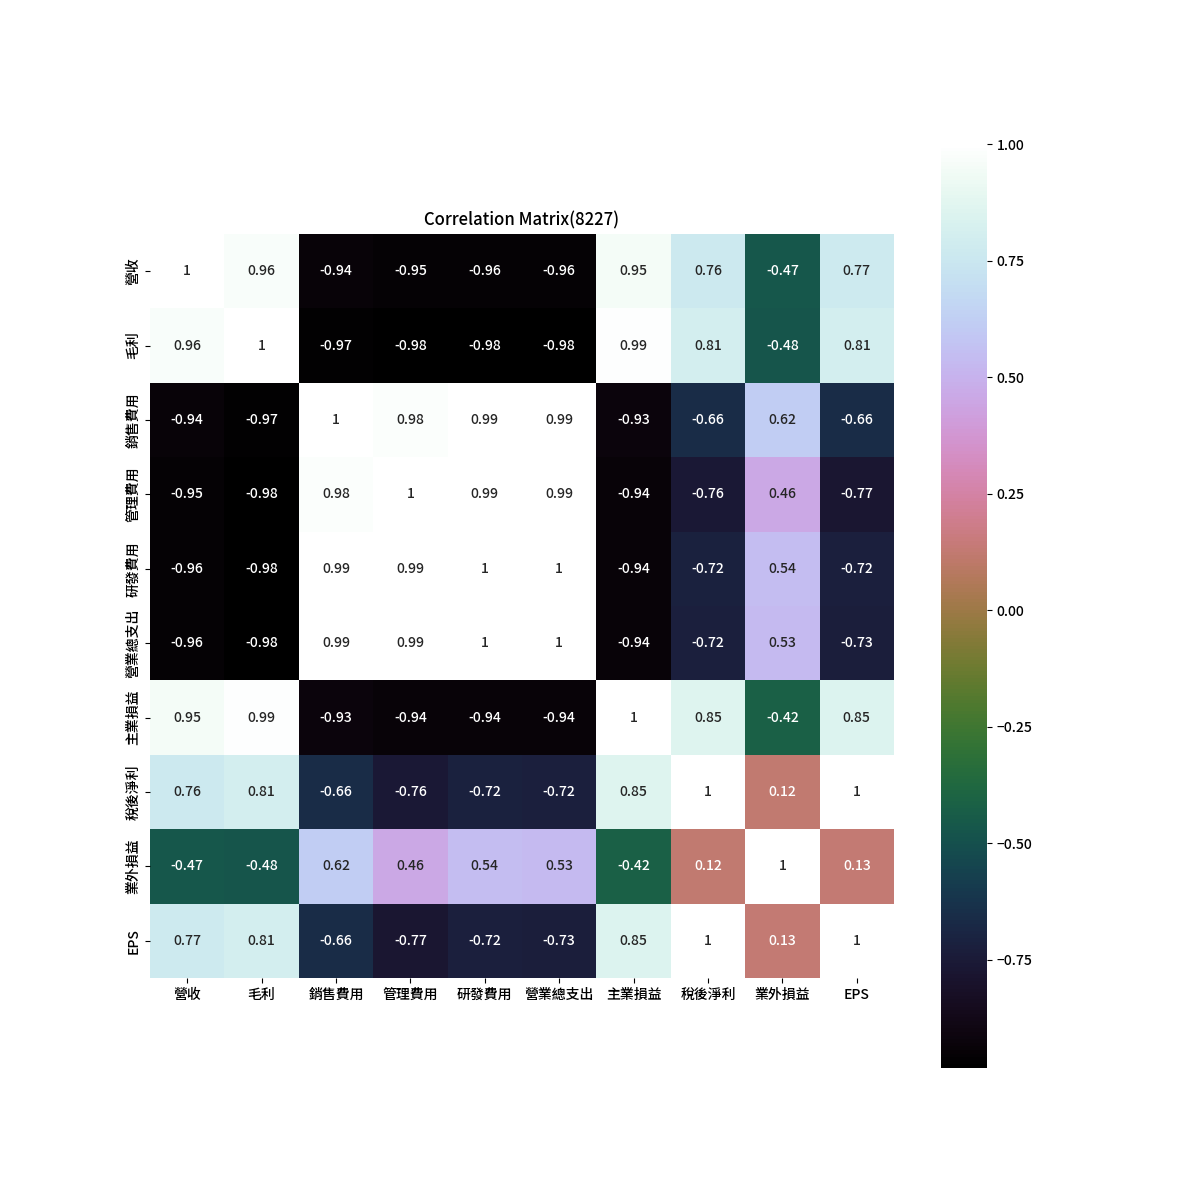 Correlation Matrix(8227)
營收 1 0.96 -0.94 -0.95 -0.96 -0.96 0.95 0.76 -0.47 0.77
毛利 0.96 1 -0.97 -0.98 -0.98 -0.98 0.99 0.81 -0.48 0.81
銷售費用 -0.94 -0.97 1 0.98 0.99 0.99 -0.93 -0.66 0.62 -0.66
管理費用 -0.95 -0.98 0.98 1 0.99 0.99 -0.94 -0.76 0.46 -0.77
研發費用 -0.96 -0.98 0.99 0.99 1 1 -0.94 -0.72 0.54 -0.72
營業總支出 -0.96 -0.98 0.99 0.99 1 1 -0.94 -0.72 0.53 -0.73
主業損益 0.95 0.99 -0.93 -0.94 -0.94 -0.94 1 0.85 -0.42 0.85
稅後淨利 0.76 0.81 -0.66 -0.76 -0.72 -0.72 0.85 1 0.12 1
業外損益 -0.47 -0.48 0.62 0.46 0.54 0.53 -0.42 0.12 1 0.13
EPS 0.77 0.81 -0.66 -0.77 -0.72 -0.73 0.85 1 0.13 1
營收 毛利 銷售費用 管理費用 研發費用 營業總支出 主業損益 稅後淨利 業外損益 EPS
1.00
0.75
0.50
0.25
0.00
−0.25
−0.50
−0.75